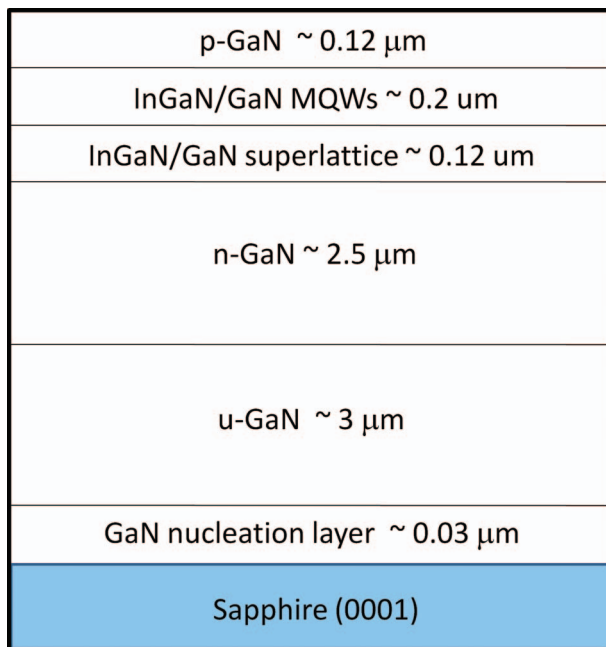 p-GaN ~ 0.12 μm
InGaN/GaN MQWs ~ 0.2 um
InGaN/GaN superlattice ~ 0.12 um
n-GaN ~ 2.5 μm
u-GaN ~ 3 μm
GaN nucleation layer ~ 0.03 μm
Sapphire (0001)